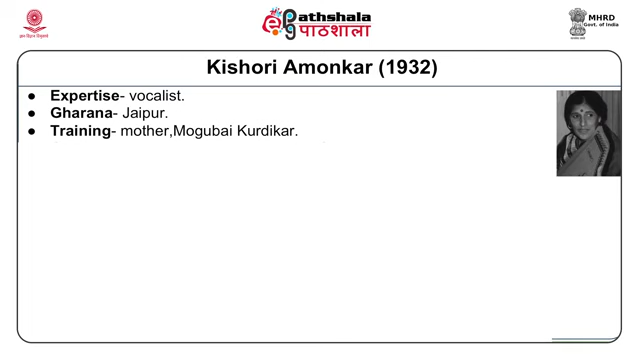 ePathshala
पाठशाला
MHRD
Govt. of India
Kishori Amonkar (1932)
● Expertise- vocalist.
● Gharana- Jaipur.
● Training- mother,Mogubai Kurdikar.